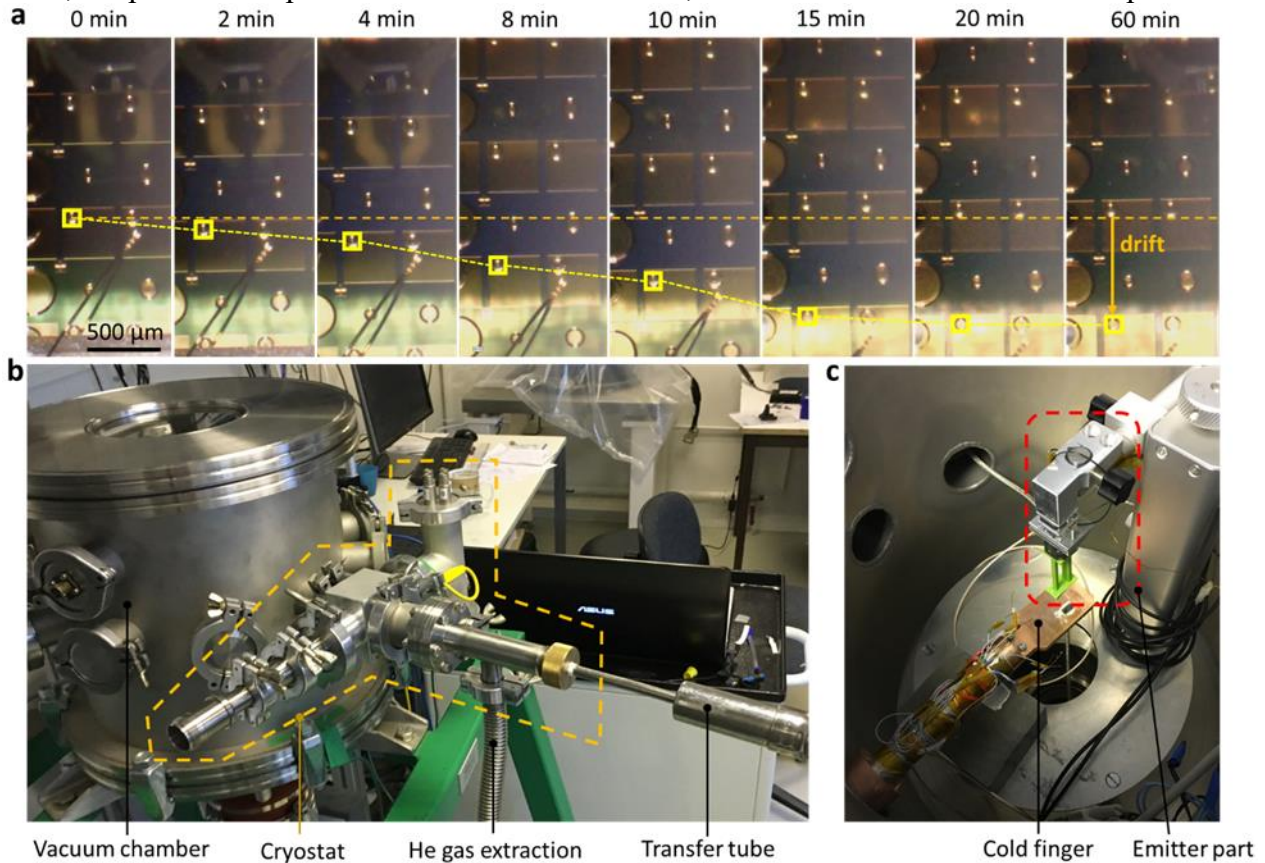 a
0 min 2 min 4 min 8 min 10 min 15 min 20 min 60 min
drift
500 µm
b
c
ASUS
Vacuum chamber Cryostat He gas extraction Transfer tube Cold finger Emitter part